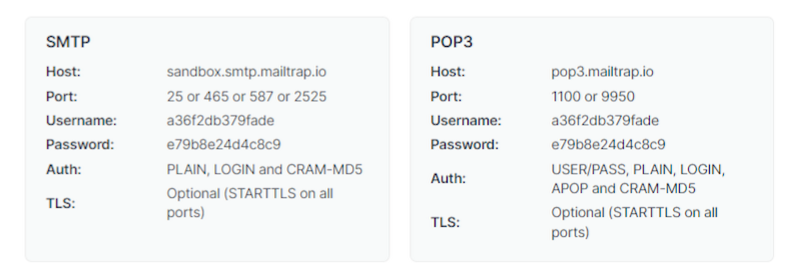 SMTP
Host: sandbox.smtp.mailtrap.io
Port: 25 or 465 or 587 or 2525
Username: a36f2db379fade
Password: e79b8e24d4c8c9
Auth: PLAIN, LOGIN and CRAM-MD5
TLS: Optional (STARTTLS on all
ports)
POP3
Host: pop3.mailtrap.io
Port: 1100 or 9950
Username: a36f2db379fade
Password: e79b8e24d4c8c9
Auth: USER/PASS, PLAIN, LOGIN,
APOP and CRAM-MD5
TLS: Optional (STARTTLS on all
ports)